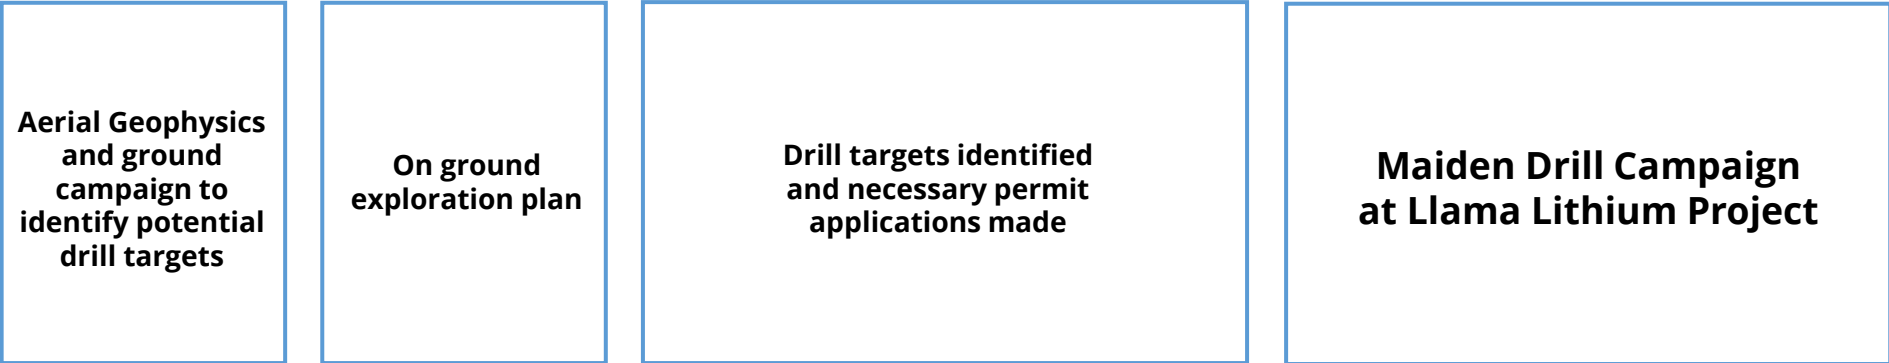 Aerial Geophysics
and ground
campaign to
identify potential
drill targets
On ground
exploration plan
Drill targets identified
and necessary permit
applications made
Maiden Drill Campaign
at Llama Lithium Project